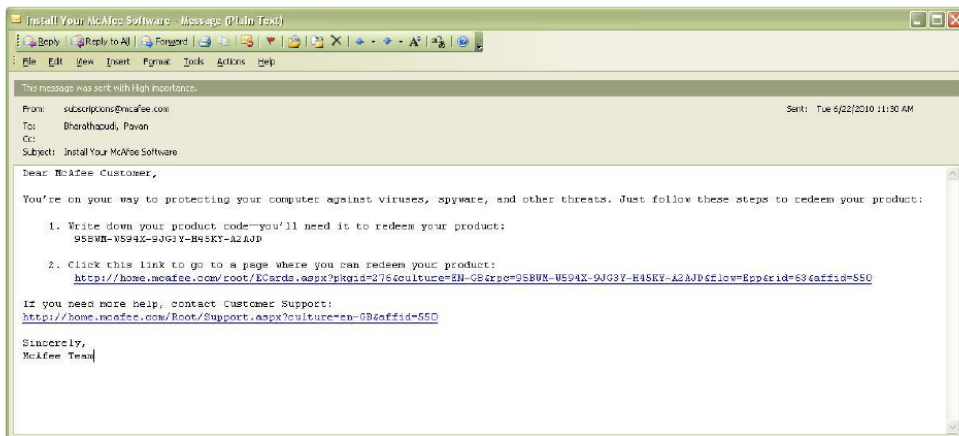 Install Your McAfee Software - Message (Plain Text)
Reply Reply to All Forward
File Edit View Insert Format Tools Actions Help
This message was sent with High importance.
From: subscriptions@mcafee.com Sent: Tue 6/22/2010 11:30 AM
To: Bharathapudi, Pavan
Cc:
Subject: Install Your McAfee Software
Dear McAfee Customer,
You're on your way to protecting your computer against viruses, spyware, and other threats. Just follow these steps to redeem your product:
1. Write down your product code—you'll need it to redeem your product:
95BWM-W594X-9JG3Y-H45KY-A2AJD
2. Click this link to go to a page where you can redeem your product:
http://home.mcafee.com/root/ECards.aspx?pkgid=276&culture=EN-GB&rpc=95BWM-W594X-9JG3Y-H45KY-A2AJD&flow=Epp&rid=63&affid=550
If you need more help, contact Customer Support:
http://home.mcafee.com/Root/Support.aspx?culture=en-GB&affid=550
Sincerely,
McAfee Team